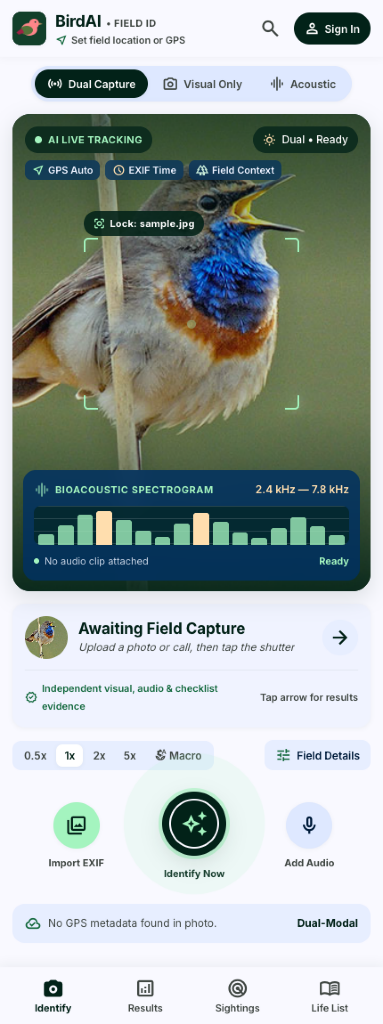 BirdAI • FIELD ID
Set field location or GPS
Sign In
Dual Capture
Visual Only
Acoustic
AI LIVE TRACKING
Dual • Ready
GPS Auto
EXIF Time
Field Context
Lock: sample.jpg
BIOACOUSTIC SPECTROGRAM
2.4 kHz — 7.8 kHz
No audio clip attached
Ready
Awaiting Field Capture
Upload a photo or call, then tap the shutter
Independent visual, audio & checklist
evidence
Tap arrow for results
0.5x
1x
2x
5x
Macro
Field Details
Import EXIF
Identify Now
Add Audio
No GPS metadata found in photo.
Dual-Modal
Identify
Results
Sightings
Life List